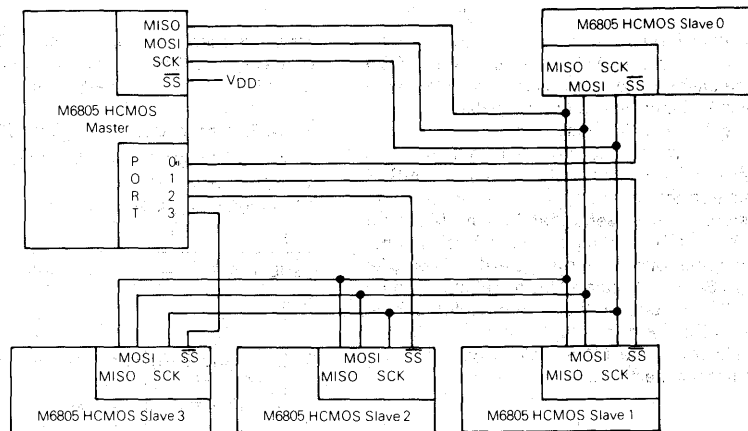 MISO
MOSI
SCK
SS
VDD
M6805 HCMOS
Master
P 0
O 1
R 2
T 3
M6805 HCMOS Slave 0
MISO SCK
MOSI SS
MOSI SS
MISO SCK
M6805 HCMOS Slave 3
MOSI SS
MISO SCK
M6805 HCMOS Slave 2
MOSI SS
MISO SCK
M6805 HCMOS Slave 1